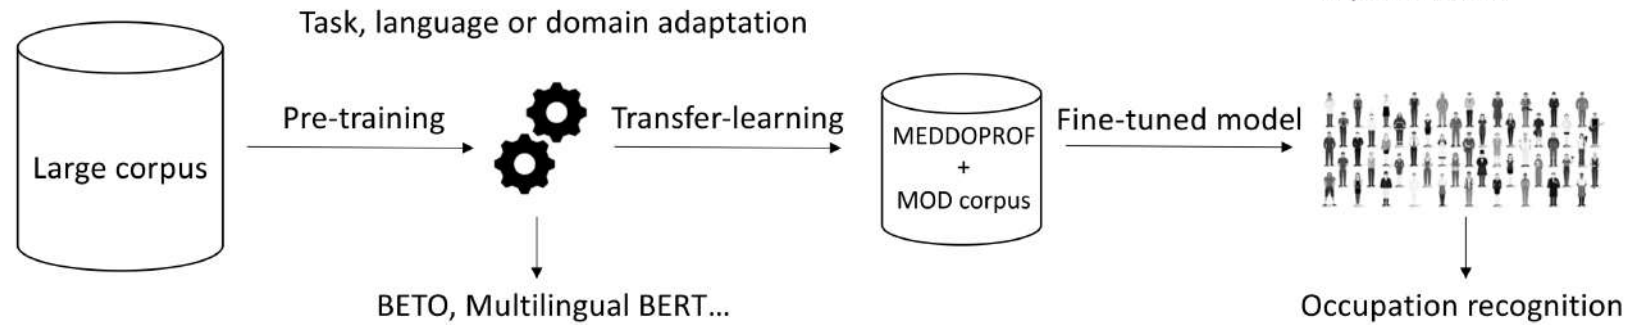 Task, language or domain adaptation
Large corpus
Pre-training
Transfer-learning
MEDDOPROF
+
MOD corpus
Fine-tuned model
BETO, Multilingual BERT...
Occupation recognition